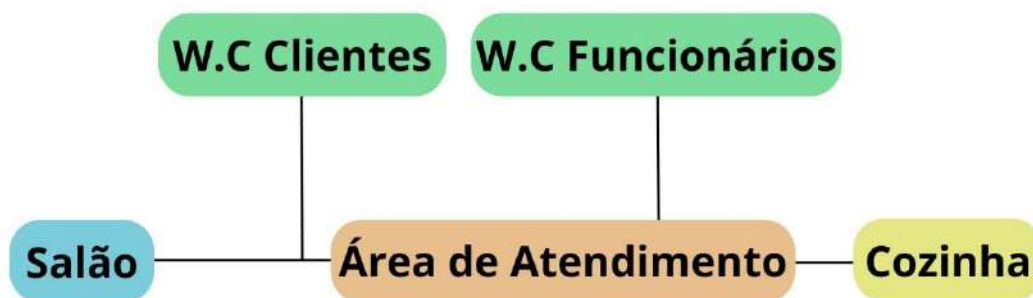 W.C Clientes
W.C Funcionários
Salão
Área de Atendimento
Cozinha